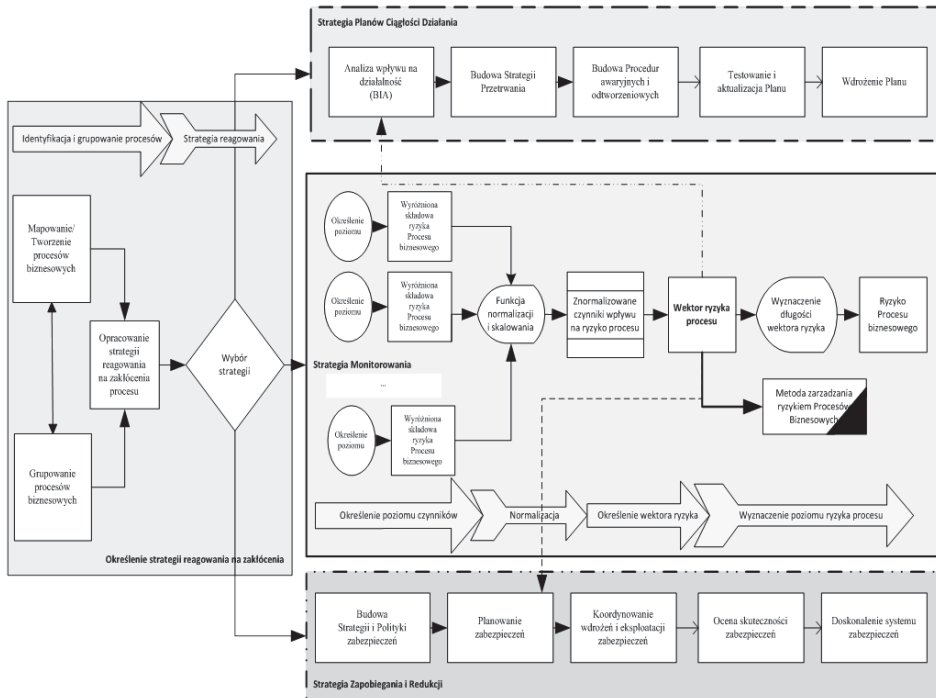 Strategia Planów Ciągłości Działania
Analiza wpływu na
działalność
(BIA)
Budowa Strategii
Przetrwania
Budowa Procedur
awaryjnych i
odtworzeniowych
Testowanie i
aktualizacja Planu
Wdrożenie Planu
Identyfikacja i grupowanie procesów
Strategia reagowania
Mapowanie/
Tworzenie
procesów
biznesowych
Opracowanie
strategii
reagowania
na zakłócenia
procesu
Grupowanie
procesów
biznesowych
Określenie strategii reagowania na zakłócenia
Wybór
strategii
Określenie
poziomu
Wyróżniona
składowa
ryzyka
Procesu
biznesowego
Określenie
poziomu
Wyróżniona
składowa
ryzyka
Procesu
biznesowego
Funkcja
normalizacji
i skalowania
Znormalizowane
czynniki wpływu
na ryzyko procesu
Wektor ryzyka
procesu
Wyznaczenie
długości
wektora ryzyka
Ryzyko
Procesu
biznesowego
Strategia Monitorowania
...
Określenie
poziomu
Wyróżniona
składowa
ryzyka
Procesu
biznesowego
Metoda zarzadzania
ryzykiem Procesów
Biznesowych
Określenie poziomu czynników
Normalizacja
Określenie wektora ryzyka
Wyznaczenie poziomu ryzyka procesu
Budowa
Strategii i Polityki
zabezpieczeń
Planowanie
zabezpieczeń
Koordynowanie
wdrożeń i eksploatacji
zabezpieczeń
Ocena skuteczności
zabezpieczeń
Doskonalenie systemu
zabezpieczeń
Strategia Zapobiegania i Redukcji